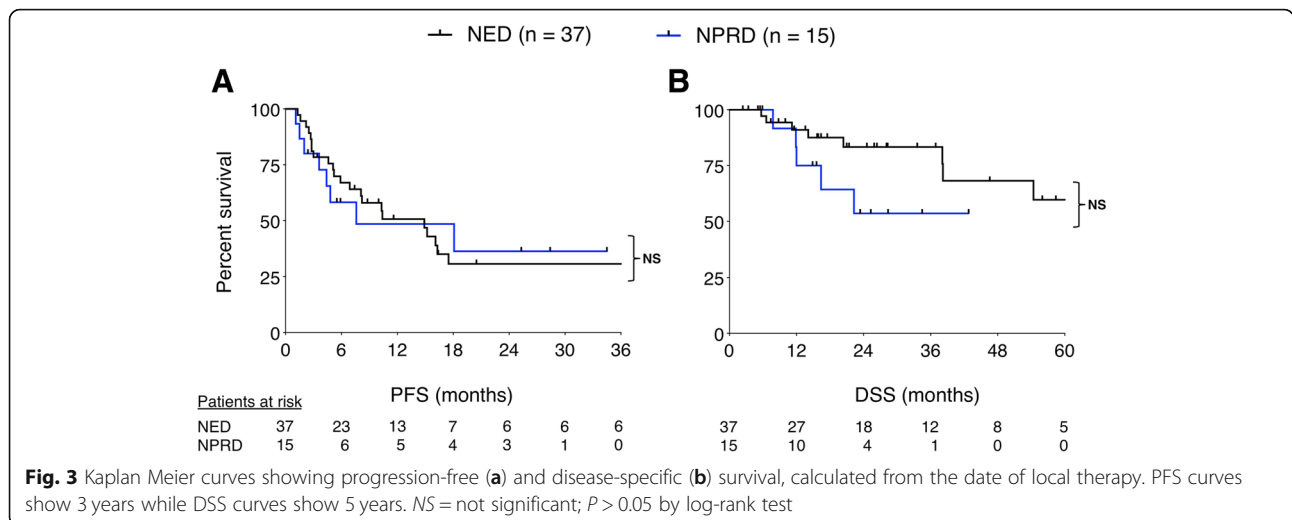 NED (n = 37) NPRD (n = 15)
A B
100 100
75 75
50 50
25 25
0 0
Percent survival
NS NS
0 6 12 18 24 30 36 0 12 24 36 48 60
PFS (months) DSS (months)
Patients at risk
NED 37 23 13 7 6 6 6 37 27 18 12 8 5
NPRD 15 6 5 4 3 1 0 15 10 4 1 0 0
Fig. 3 Kaplan Meier curves showing progression-free (a) and disease-specific (b) survival, calculated from the date of local therapy. PFS curves
show 3 years while DSS curves show 5 years. NS = not significant; P > 0.05 by log-rank test